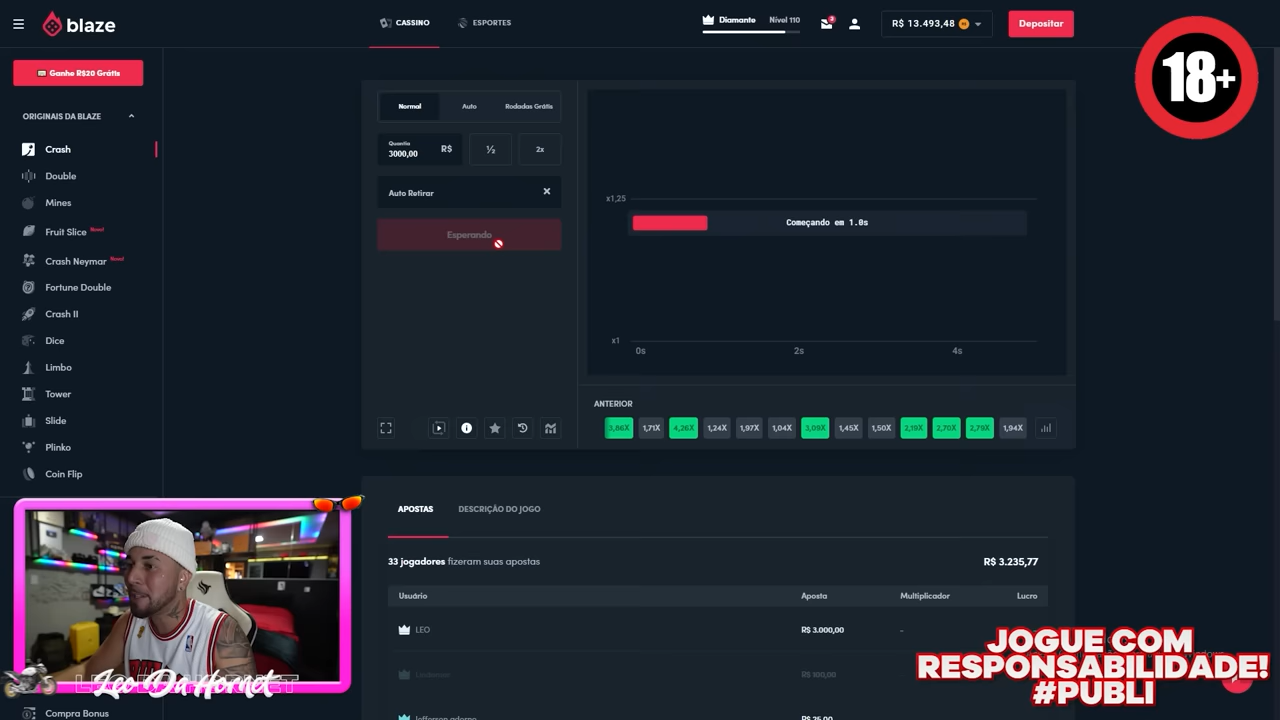 blaze
CASSINO
ESPORTES
Diamante
Nível 110
R$ 13.493,48
Depositar
18+
Ganhe R$20 Grátis
ORIGINAIS DA BLAZE
Crash
Double
Mines
Fruit Slice
Crash Neymar
Fortune Double
Crash II
Dice
Limbo
Tower
Slide
Plinko
Coin Flip
Compra Bonus
Normal
Auto
Rodadas Grátis
Quantia
3000,00
R$
½
2x
Auto Retirar
Esperando
x1,25
Começando em 1.0s
x1
0s
2s
4s
ANTERIOR
3,86X
1,71X
4,26X
1,24X
1,97X
1,04X
3,09X
1,45X
1,50X
2,19X
2,70X
2,79X
1,94X
APOSTAS
DESCRIÇÃO DO JOGO
33 jogadores fizeram suas apostas
R$ 3.235,77
Usuário
Aposta
Multiplicador
Lucro
LEO
R$ 3.000,00
-
R$ 100,00
R$ 25,00
Leo Da Hornet
JOGUE COM
RESPONSABILIDADE!
#PUBLI